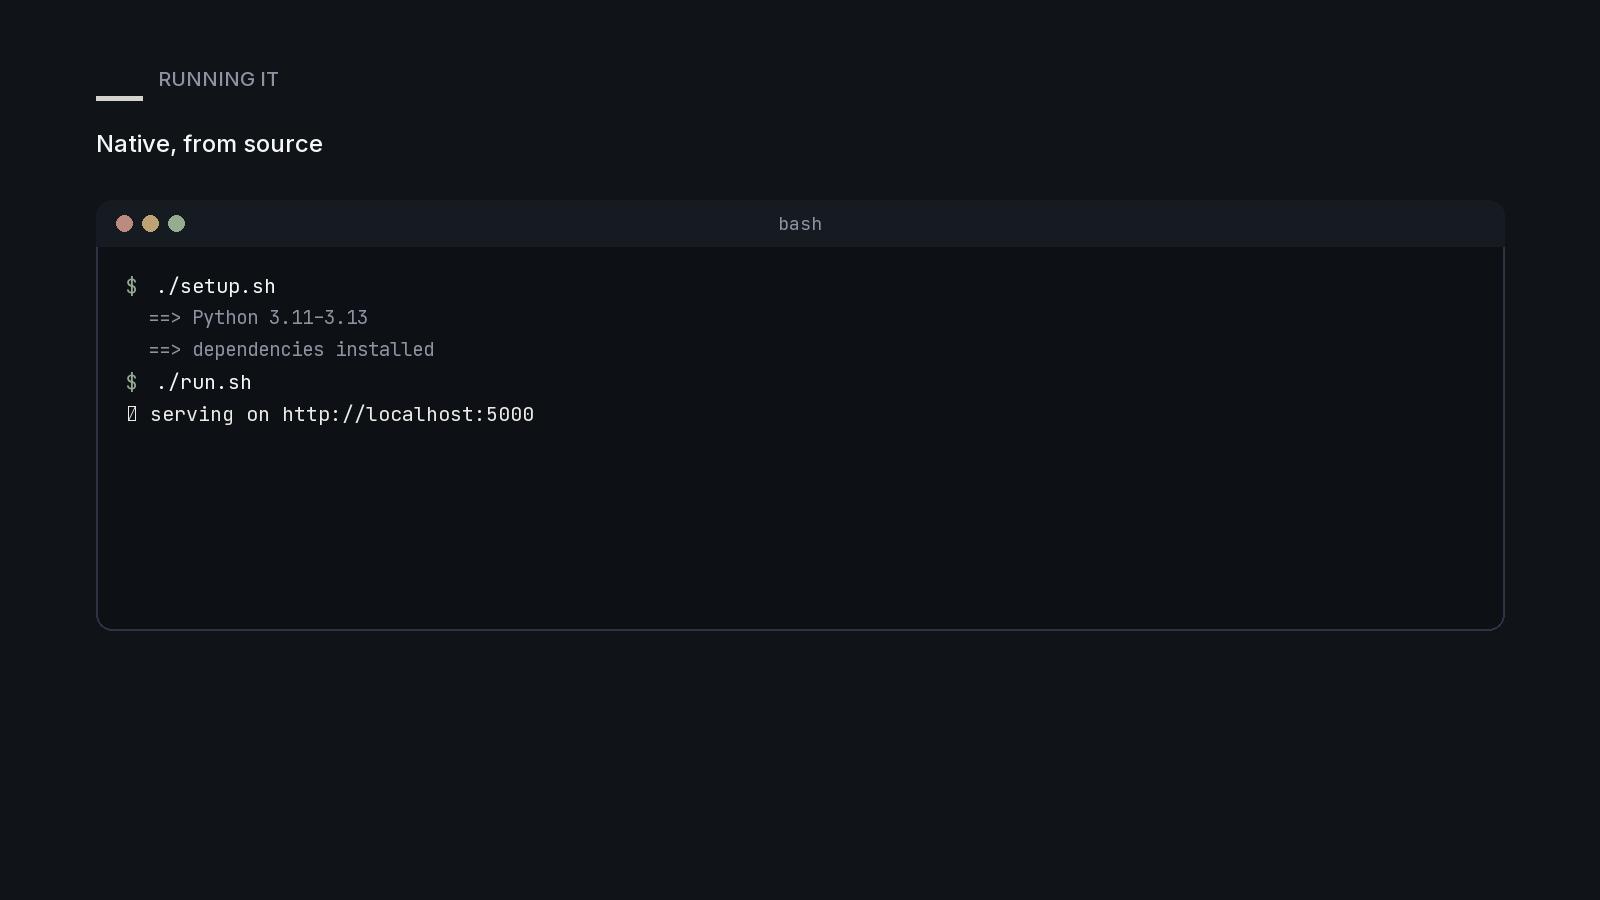 RUNNING IT
Native, from source
bash
$ ./setup.sh
==> Python 3.11–3.13
==> dependencies installed
$ ./run.sh
serving on http://localhost:5000